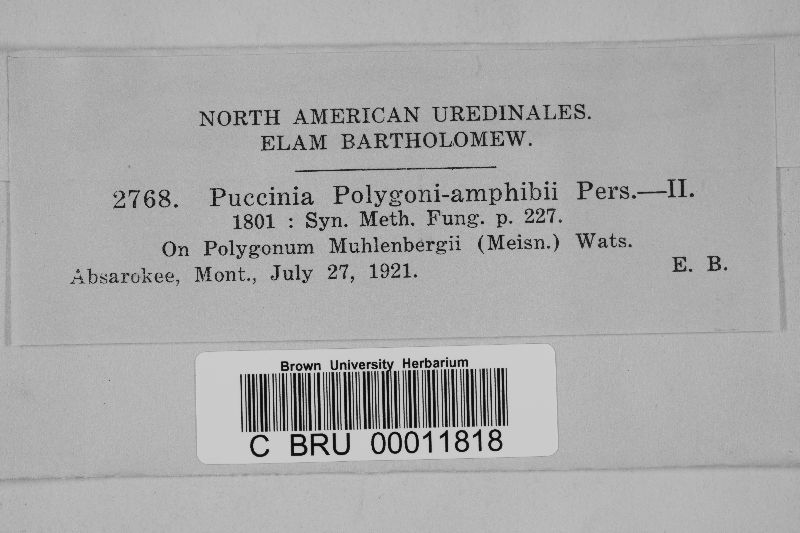 NORTH AMERICAN UREDINALES.
ELAM BARTHOLOMEW.
2768. Puccinia Polygoni-amphibii Pers.—II.
1801 : Syn. Meth. Fung. p. 227.
On Polygonum Muhlenbergii (Meisn.) Wats.
Absarokee, Mont., July 27, 1921. E. B.
Brown University Herbarium
C BRU 00011818